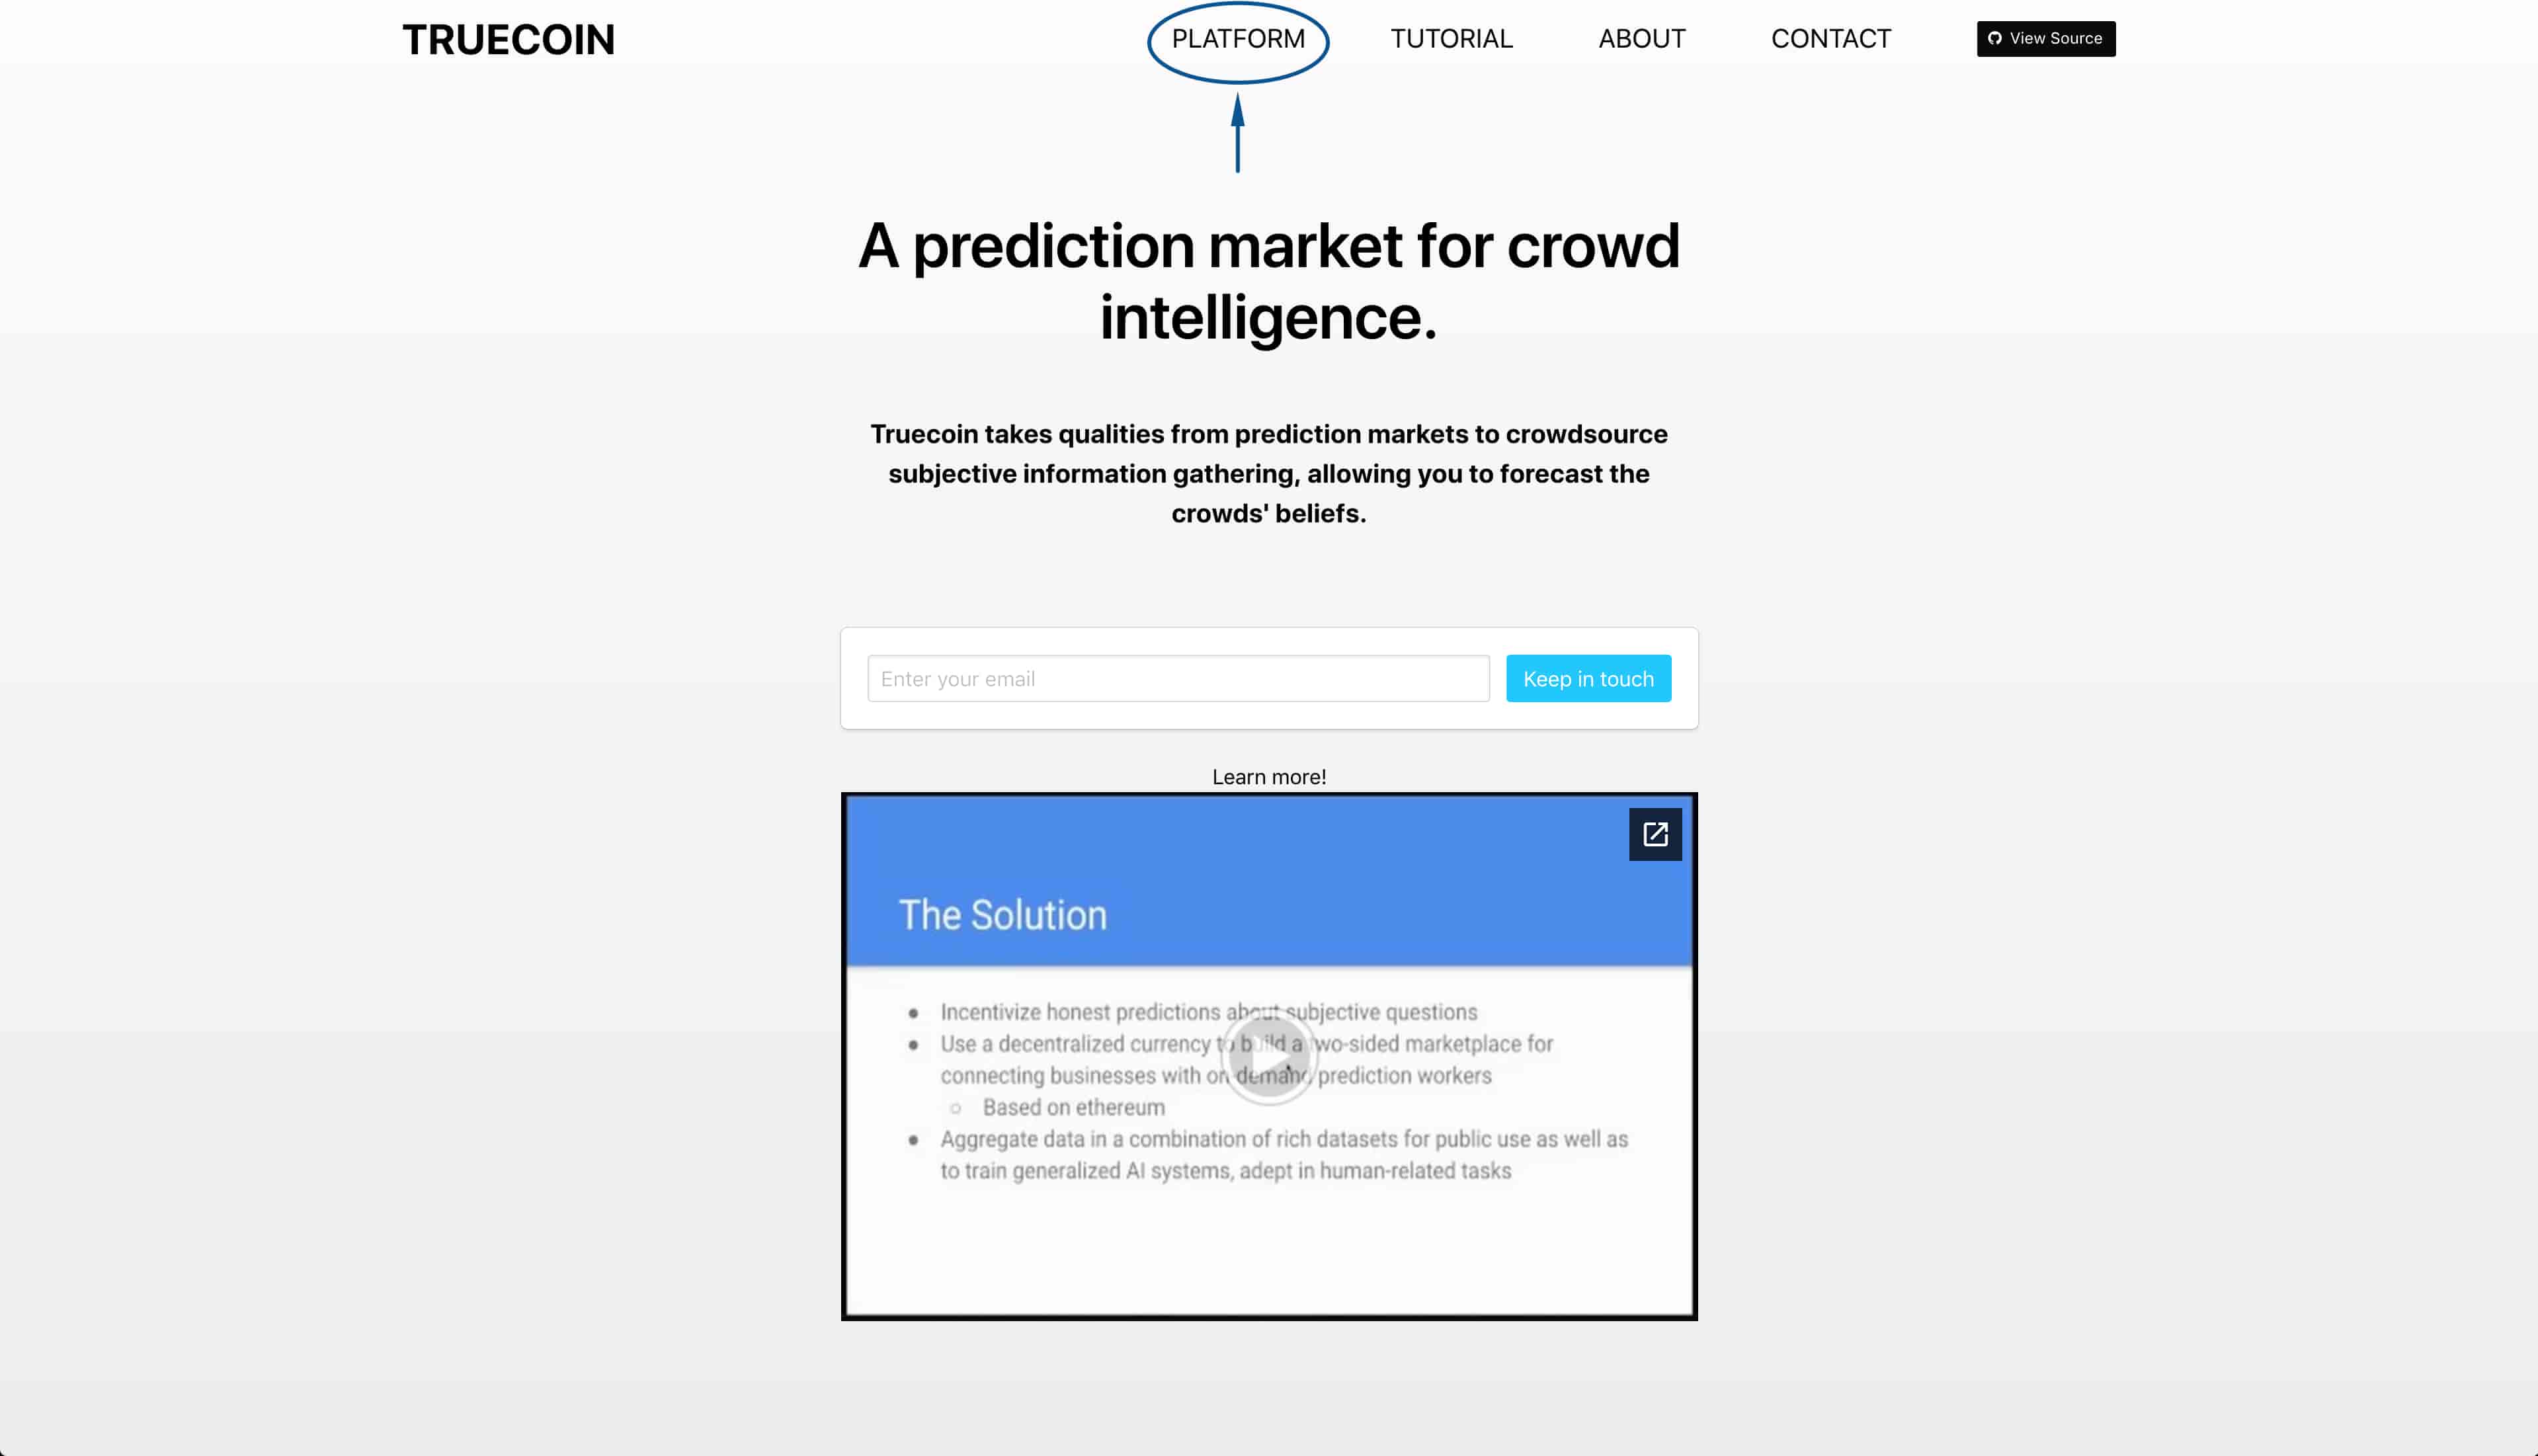 TRUECOIN
PLATFORM
TUTORIAL
ABOUT
CONTACT
View Source
A prediction market for crowd
intelligence.
Truecoin takes qualities from prediction markets to crowdsource
subjective information gathering, allowing you to forecast the
crowds' beliefs.
Enter your email
Keep in touch
Learn more!
The Solution
● Incentivize honest predictions about subjective questions
● Use a decentralized currency to build a two-sided marketplace for
connecting businesses with on demand prediction workers
○ Based on ethereum
● Aggregate data in a combination of rich datasets for public use as well as
to train generalized AI systems, adept in human-related tasks